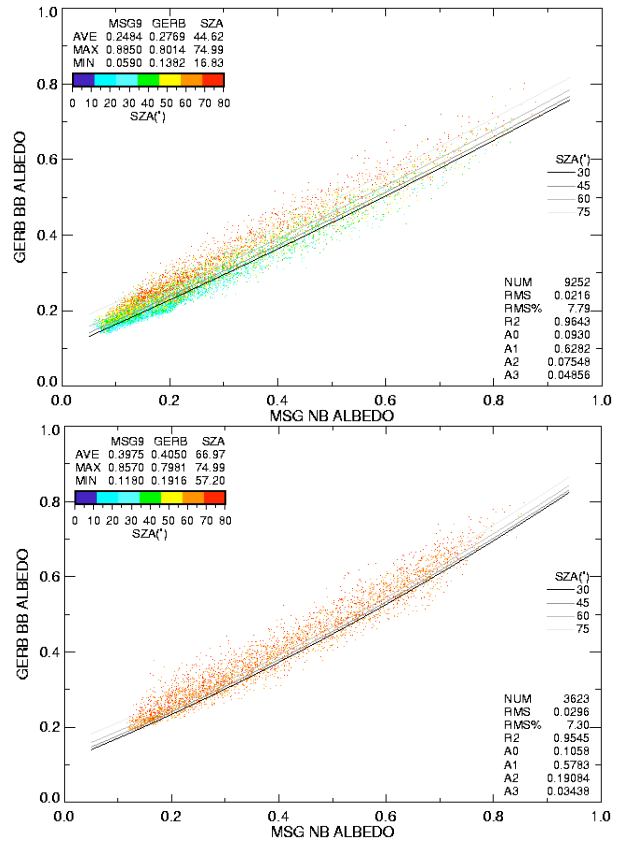 MSG9 GERB SZA
AVE 0.2484 0.2769 44.62
MAX 0.8850 0.8014 74.99
MIN 0.0590 0.1382 16.83
0 10 20 30 40 50 60 70 80
SZA(°)
1.0
0.8
0.6
0.4
0.2
0.0
GERB BB ALBEDO
SZA(°)
30
45
60
75
NUM 9252
RMS 0.0216
RMS% 7.79
R2 0.9643
A0 0.0930
A1 0.6282
A2 0.07548
A3 0.04856
0.0 0.2 0.4 0.6 0.8 1.0
MSG NB ALBEDO
MSG9 GERB SZA
AVE 0.3975 0.4050 66.97
MAX 0.8570 0.7981 74.99
MIN 0.1180 0.1916 57.20
0 10 20 30 40 50 60 70 80
SZA(°)
1.0
0.8
0.6
0.4
0.2
0.0
GERB BB ALBEDO
SZA(°)
30
45
60
75
NUM 3623
RMS 0.0296
RMS% 7.30
R2 0.9545
A0 0.1058
A1 0.5783
A2 0.19084
A3 0.03438
0.0 0.2 0.4 0.6 0.8 1.0
MSG NB ALBEDO